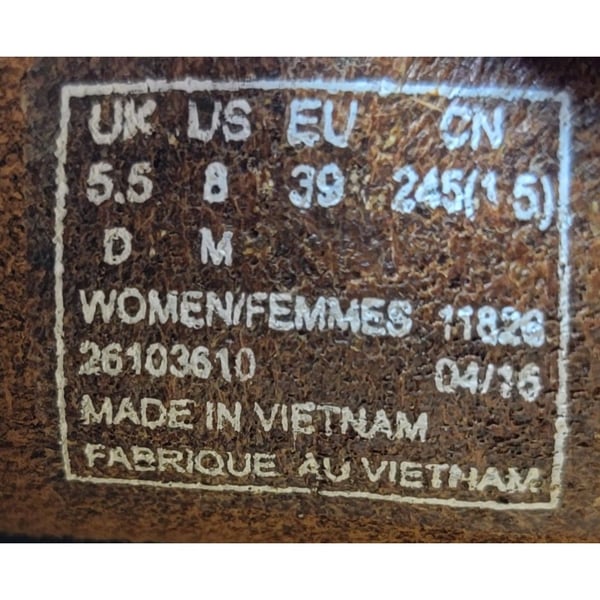 UK US EU CN
5.5 8 39 245(1.5)
D M
WOMEN/FEMMES 11826
26103610 04/16
MADE IN VIETNAM
FABRIQUE AU VIETNAM